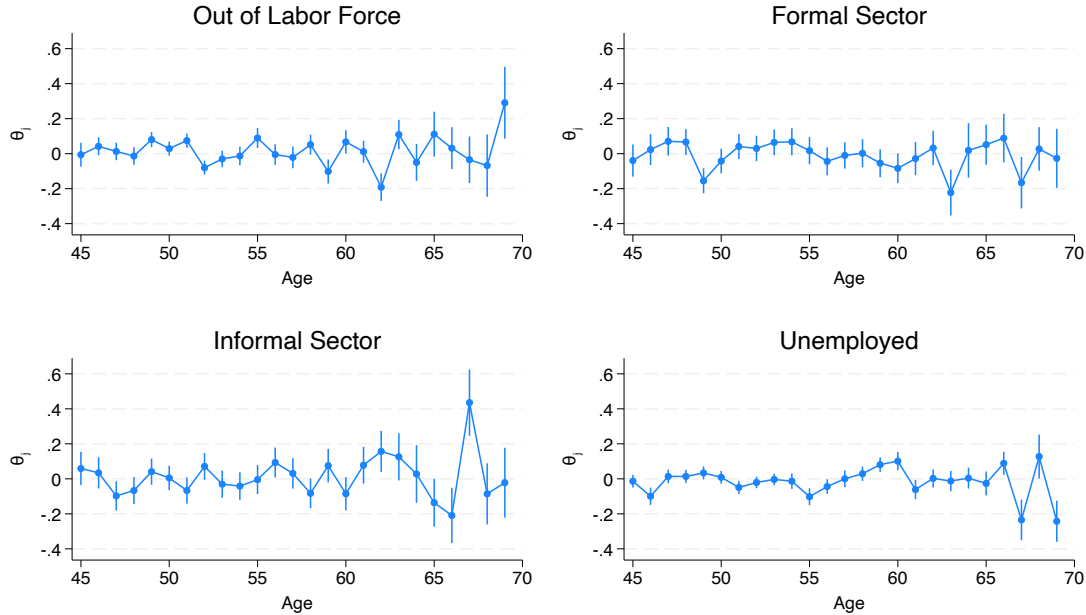 Out of Labor Force
.6
.4
.2
0
-.2
-.4
θj
45 50 55 60 65 70
Age
Formal Sector
.6
.4
.2
0
-.2
-.4
θj
45 50 55 60 65 70
Age
Informal Sector
.6
.4
.2
0
-.2
-.4
θj
45 50 55 60 65 70
Age
Unemployed
.6
.4
.2
0
-.2
-.4
θj
45 50 55 60 65 70
Age